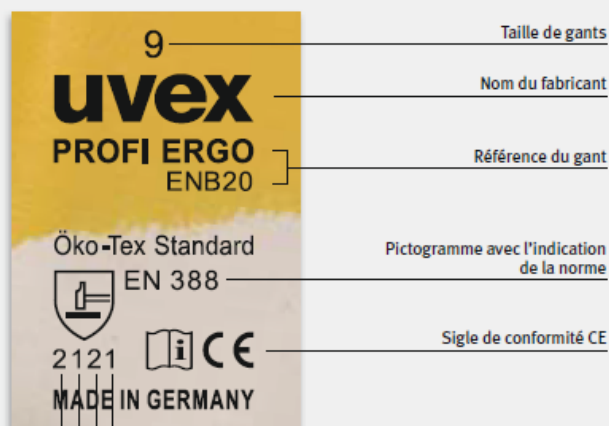 9
Taille de gants
uvex
Nom du fabricant
PROFI ERGO
ENB20
Référence du gant
Öko-Tex Standard
EN 388
Pictogramme avec l'indication
de la norme
i
CE
Sigle de conformité CE
2121
MADE IN GERMANY